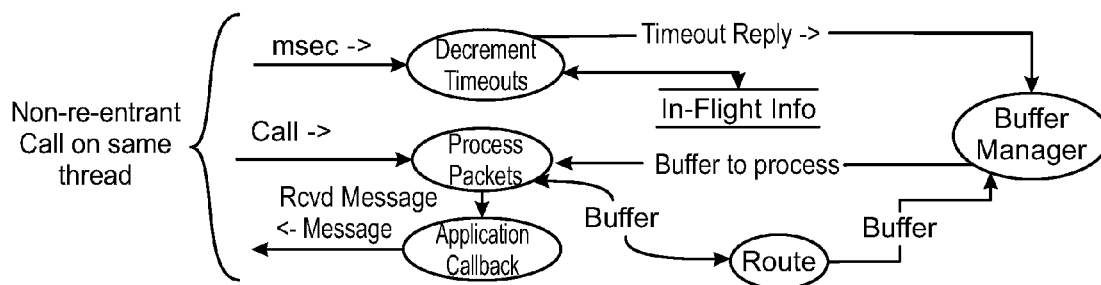 Non-re-entrant
Call on same
thread
msec ->
Decrement
Timeouts
Timeout Reply ->
In-Flight Info
Buffer
Manager
Call ->
Process
Packets
Buffer to process
Rcvd Message
<- Message
Application
Callback
Buffer
Route
Buffer